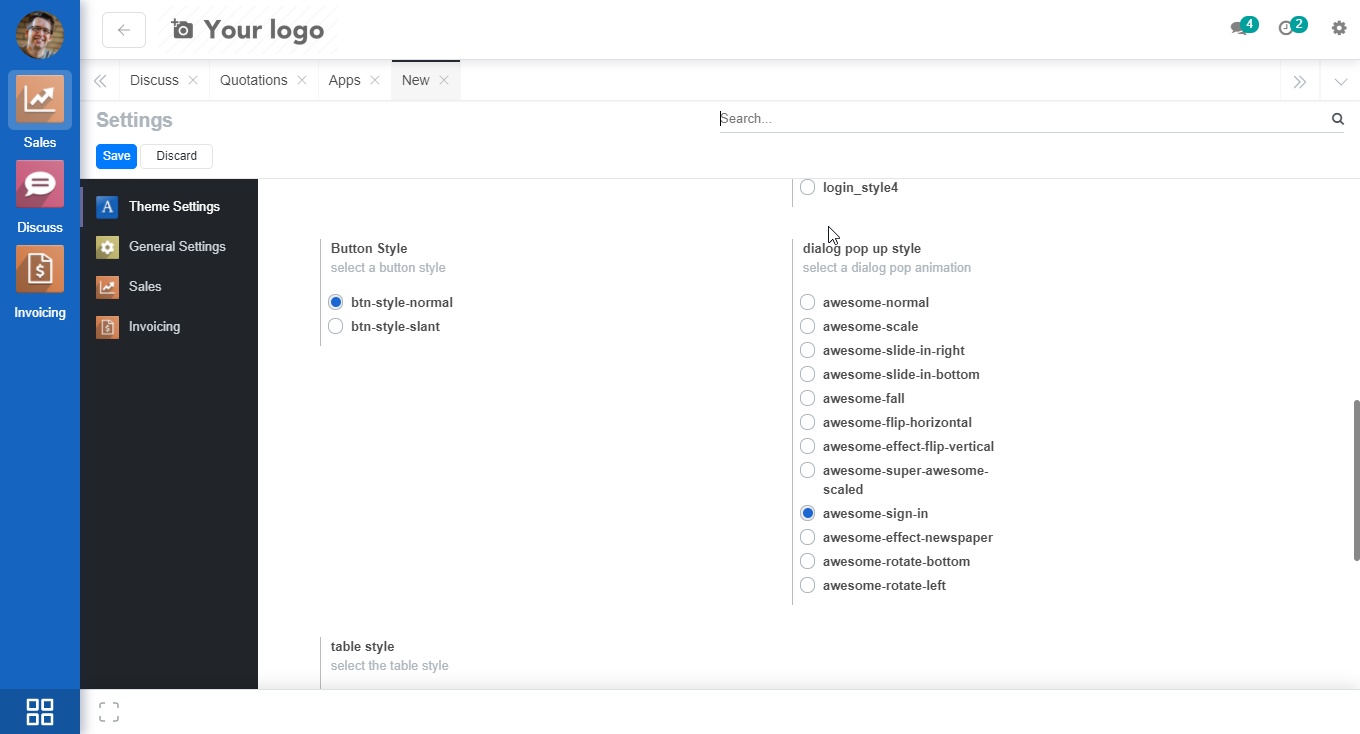 Your logo
4
2
Discuss
Quotations
Apps
New
Settings
Search...
Save
Discard
Sales
Discuss
Invoicing
A
Theme Settings
General Settings
Sales
Invoicing
login_style4
Button Style
select a button style
btn-style-normal
btn-style-slant
dialog pop up style
select a dialog pop animation
awesome-normal
awesome-scale
awesome-slide-in-right
awesome-slide-in-bottom
awesome-fall
awesome-flip-horizontal
awesome-effect-flip-vertical
awesome-super-awesome-
scaled
awesome-sign-in
awesome-effect-newspaper
awesome-rotate-bottom
awesome-rotate-left
table style
select the table style